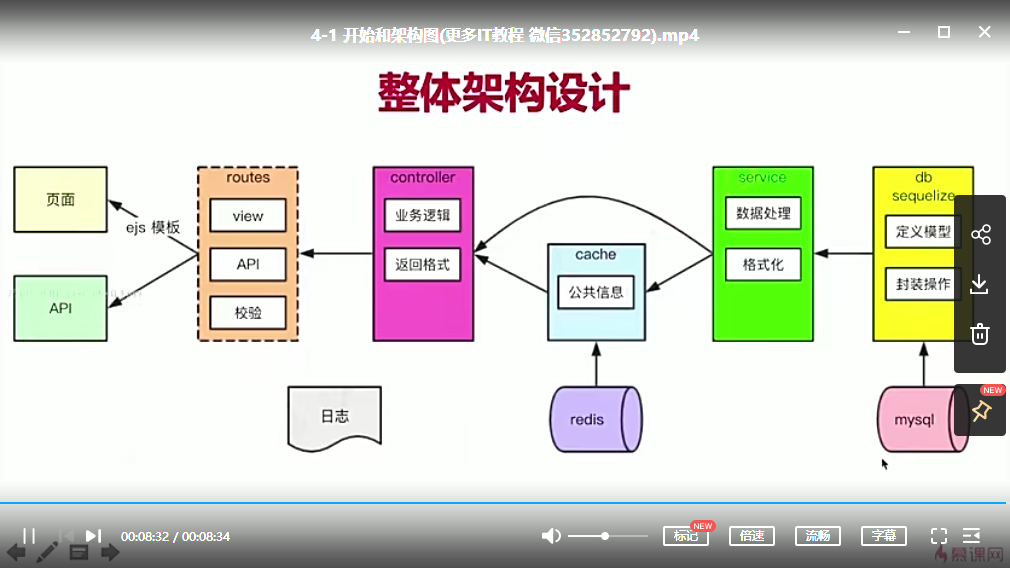 4-1 开始和架构图(更多IT教程 微信352852792).mp4
整体架构设计
页面
API
ejs 模板
routes
view
API
校验
controller
业务逻辑
返回格式
cache
公共信息
service
数据处理
格式化
db
sequelize
定义模型
封装操作
日志
redis
mysql
NEW
00:08:32 / 00:08:34
标记
NEW
倍速
流畅
字幕
慕课网